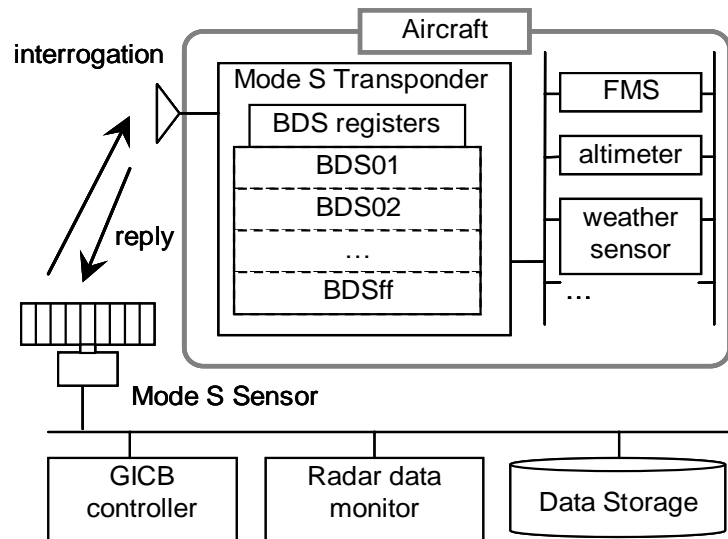 Aircraft
interrogation
Mode S Transponder
BDS registers
BDS01
BDS02
...
BDSff
FMS
altimeter
weather
sensor
...
reply
Mode S Sensor
GICB
controller
Radar data
monitor
Data Storage